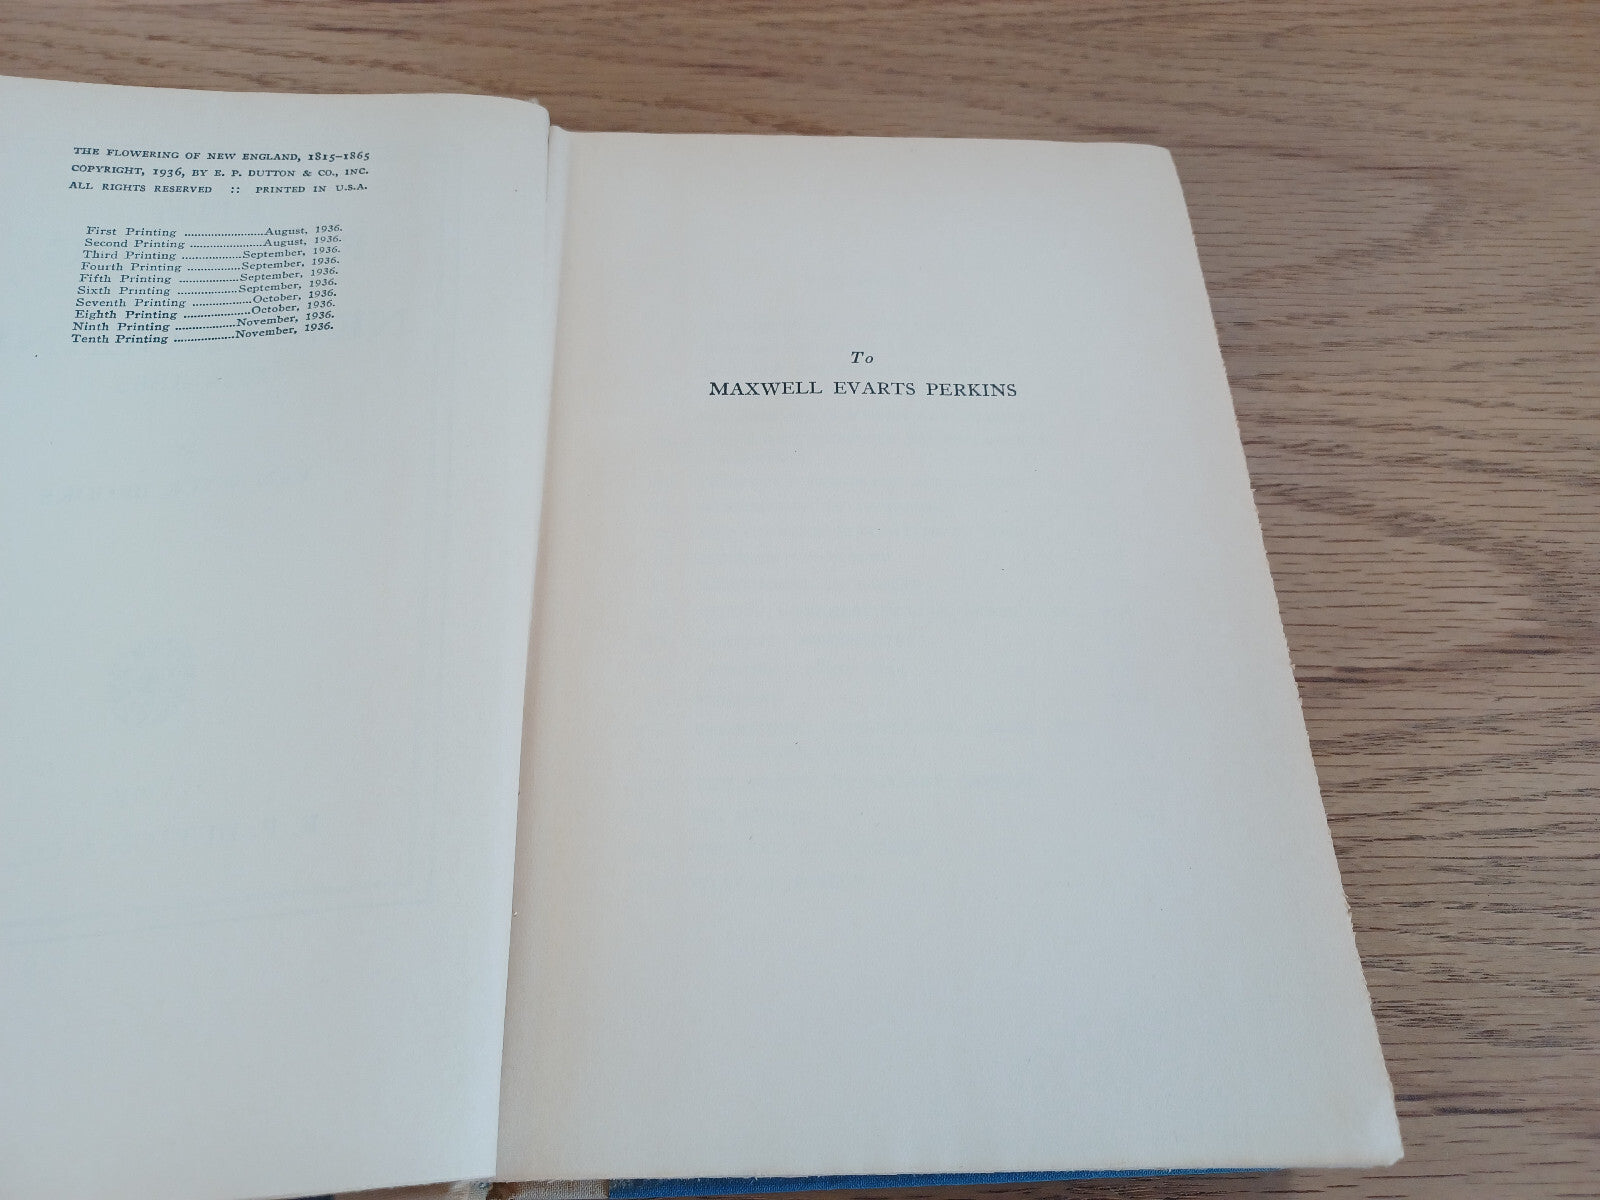 THE FLOWERING OF NEW ENGLAND, 1815–1865
COPYRIGHT, 1936, BY E. P. DUTTON & CO., INC.
ALL RIGHTS RESERVED :: PRINTED IN U.S.A.
First Printing ........................August, 1936.
Second Printing ......................August, 1936.
Third Printing ..................September, 1936.
Fourth Printing ................September, 1936.
Fifth Printing ..................September, 1936.
Sixth Printing ..................September, 1936.
Seventh Printing ..................October, 1936.
Eighth Printing ....................October, 1936.
Ninth Printing ..................November, 1936.
Tenth Printing ..................November, 1936.
To
MAXWELL EVARTS PERKINS